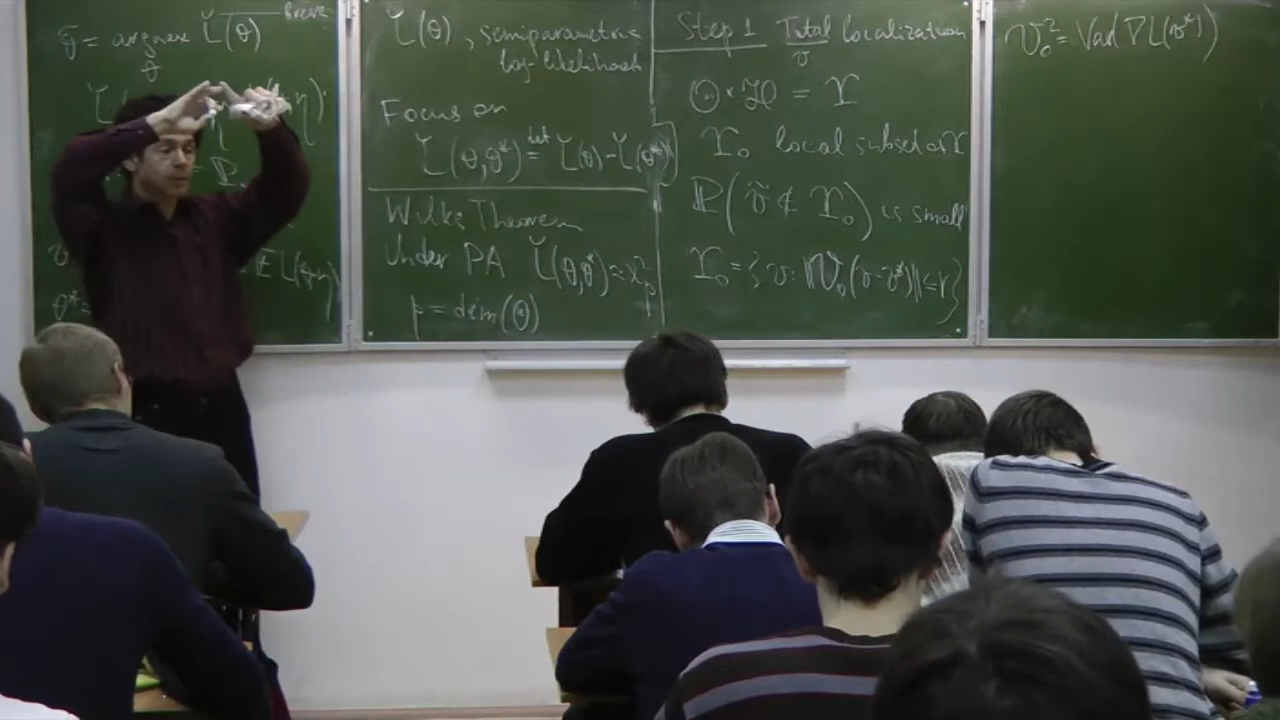 breve
θ̃ = argmax L̆(θ)
θ
L̆
η
+η)
ℙ
υ
E L(θ+η)
θ*=
L̆(θ), semiparametric
log-likelihood
Focus on
L̆(θ,θ*) def= L̆(θ)-L̆(θ*)
Wilks Theorem
Under PA L̆(θ,θ*)≈χ²p
p = dim(Θ)
Step 1 Total localization
υ
Θ×ℋ = Υ
Υ₀ local subset of Υ
ℙ(υ̃ ∉ Υ₀) is small
Υ₀={υ: ‖V₀(υ-υ*)‖≤r}
V₀² = Var ∇L(υ*)